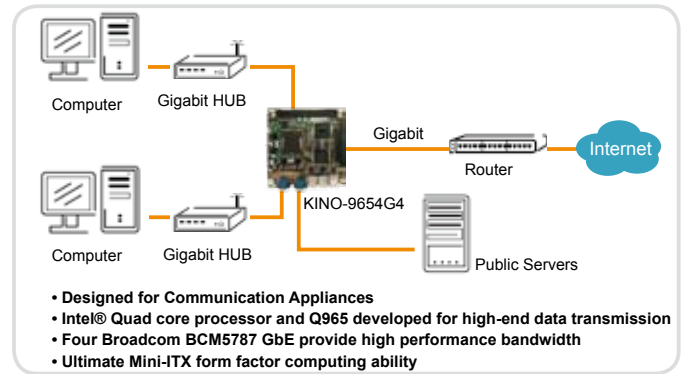 Computer
Gigabit HUB
Gigabit
Internet
Router
KINO-9654G4
Computer
Gigabit HUB
Public Servers
• Designed for Communication Appliances
• Intel® Quad core processor and Q965 developed for high-end data transmission
• Four Broadcom BCM5787 GbE provide high performance bandwidth
• Ultimate Mini-ITX form factor computing ability